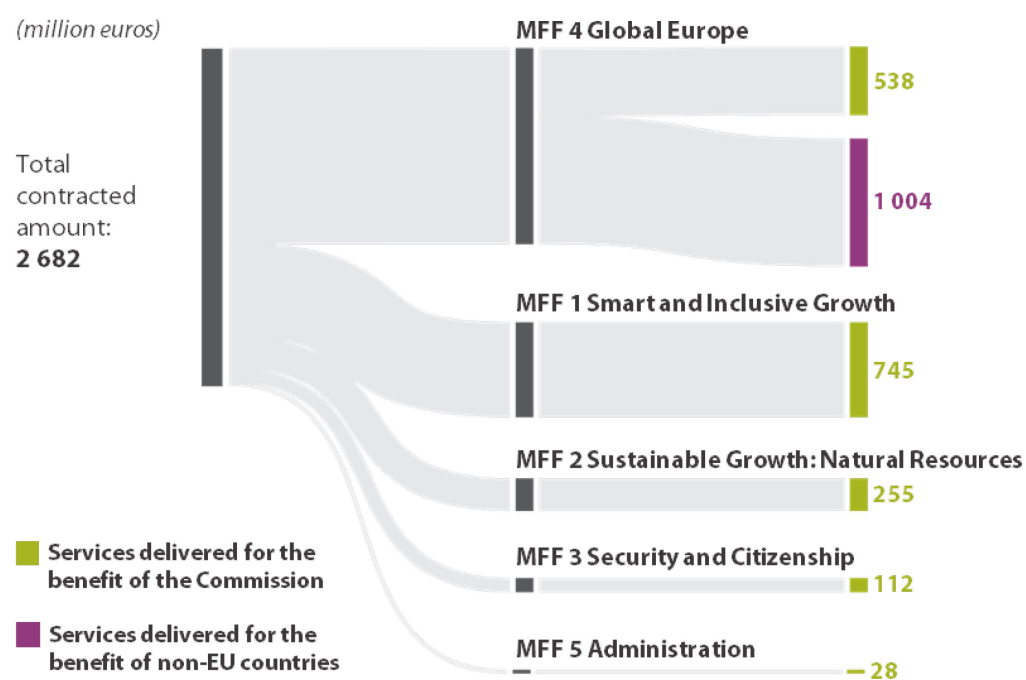 (million euros)
MFF 4 Global Europe
538
Total
contracted
amount:
2 682
1 004
MFF 1 Smart and Inclusive Growth
745
MFF 2 Sustainable Growth: Natural Resources
255
MFF 3 Security and Citizenship
112
MFF 5 Administration
28
Services delivered for the
benefit of the Commission
Services delivered for the
benefit of non-EU countries